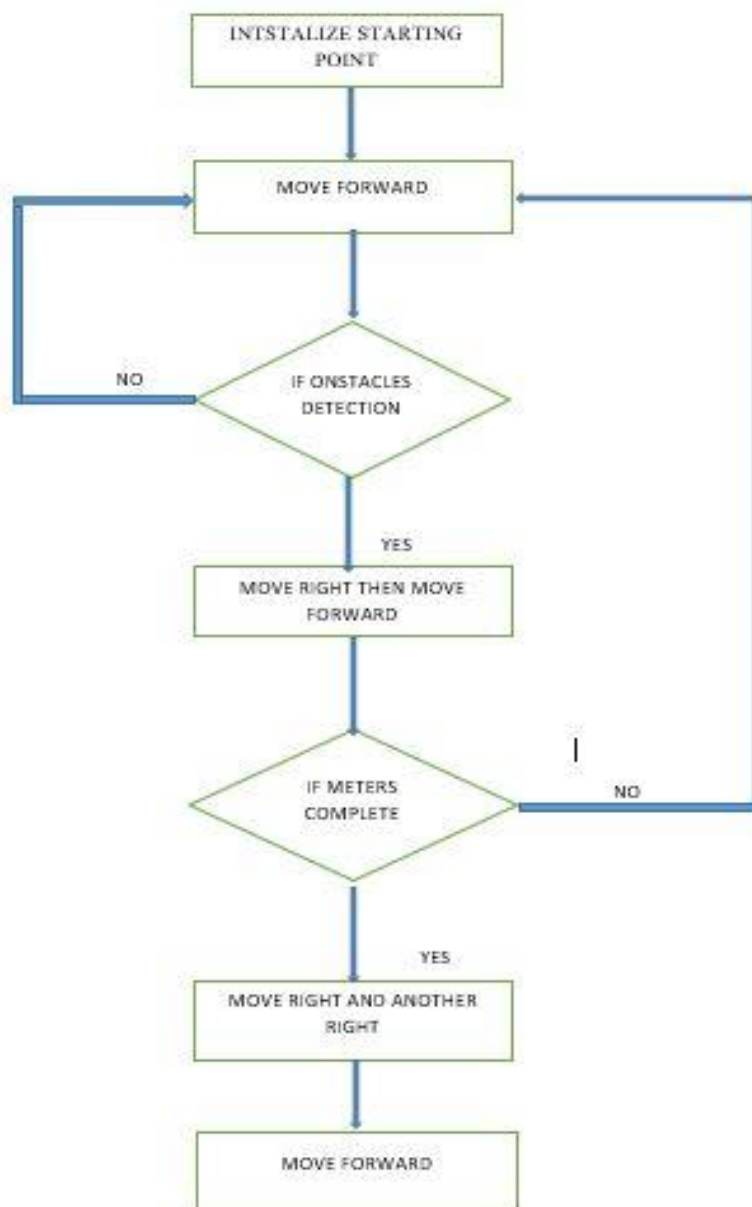 INTSTALIZE STARTING
POINT
MOVE FORWARD
NO
IF ONSTACLES
DETECTION
YES
MOVE RIGHT THEN MOVE
FORWARD
IF METERS
COMPLETE
NO
YES
MOVE RIGHT AND ANOTHER
RIGHT
MOVE FORWARD